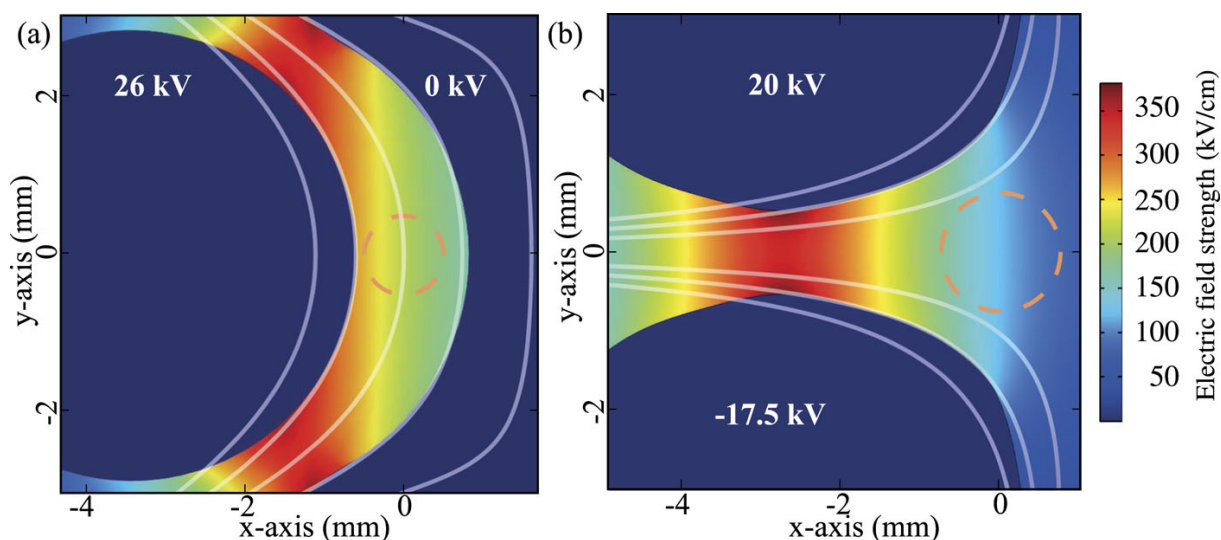 (a)
26 kV
0 kV
y-axis (mm)
2
0
-2
-4
-2
0
x-axis (mm)
(b)
20 kV
-17.5 kV
y-axis (mm)
2
0
-2
-4
-2
0
x-axis (mm)
350
300
250
200
150
100
50
Electric field strength (kV/cm)